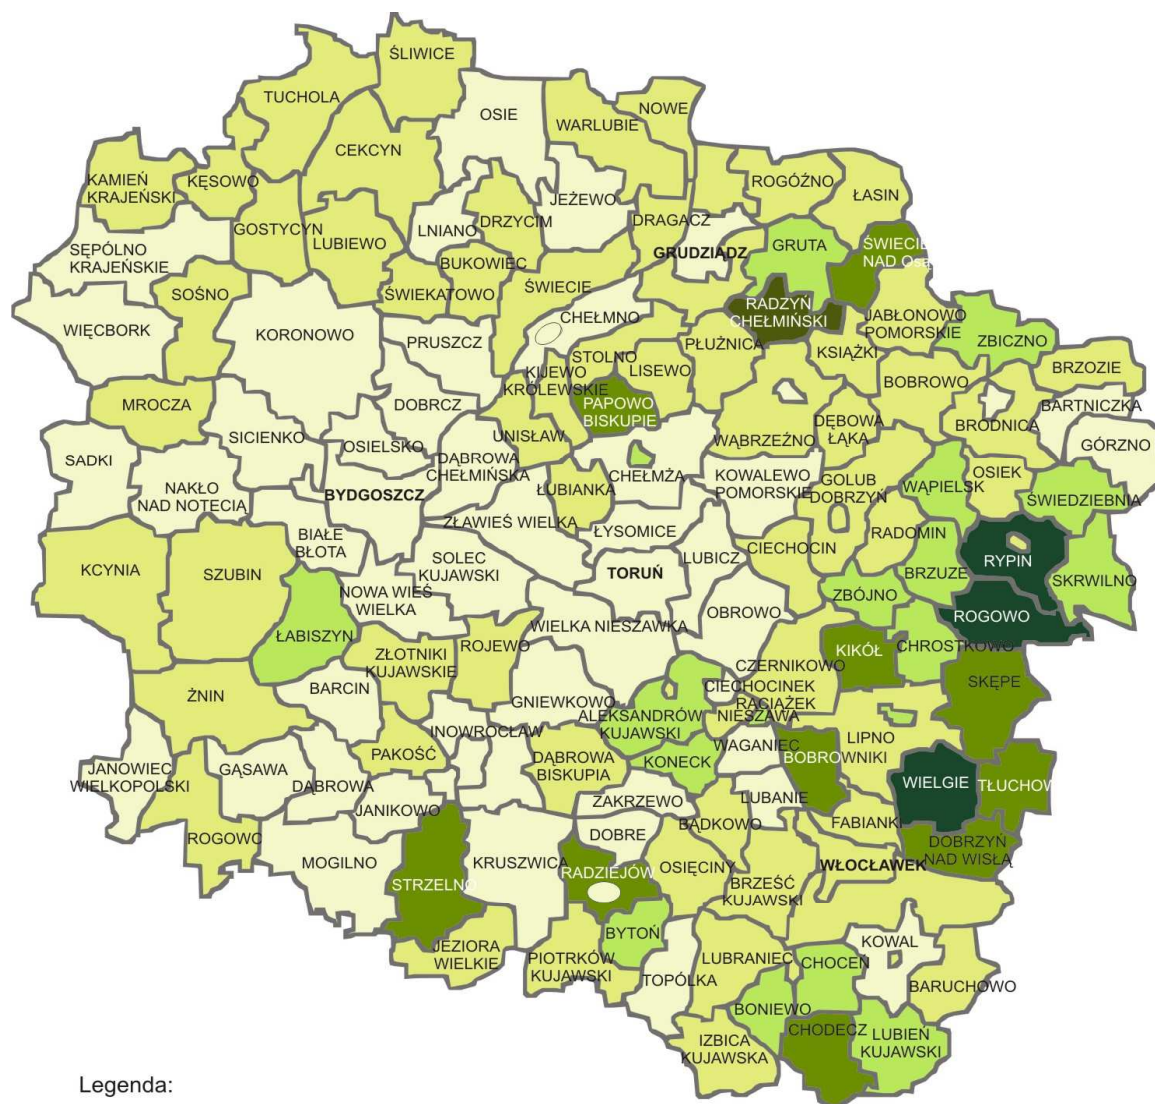 ŚLIWICE
TUCHOLA
OSIE
NOWE
WARLUBIE
CEKCYN
KAMIEŃ
KRAJEŃSKI
KĘSOWO
ROGÓŹNO
ŁASIN
JEŻEWO
DRZYCIM
DRAGACZ
GOSTYCYN
LUBIEWO
LNIANO
SĘPÓLNO
KRAJEŃSKIE
GRUDZIĄDZ
GRUTA
ŚWIECIE
NAD Osą
BUKOWIEC
ŚWIECIE
ŚWIEKATOWO
SOŚNO
RADZYŃ
CHEŁMIŃSKI
WIĘCBORK
KORONOWO
CHEŁMNO
JABŁONOWO
POMORSKIE
ZBICZNO
PRUSZCZ
PŁUŻNICA
KSIĄŻKI
STOLNO
LISEWO
KIJEWO
KRÓLEWSKIE
BRZOZIE
BOBROWO
MROCZA
DOBRCZ
PAPOWO
BISKUPIE
BARTNICZKA
BRODNICA
DĘBOWA
ŁĄKA
SICIENKO
OSIELSKO
UNISŁAW
WĄBRZEŹNO
GÓRZNO
SADKI
DĄBROWA
CHEŁMIŃSKA
CHEŁMŻA
KOWALEWO
POMORSKIE
GOLUB
DOBRZYŃ
WĄPIELSK
OSIEK
NAKŁO
NAD NOTECIĄ
BYDGOSZCZ
ŁUBIANKA
ŚWIEDZIEBNIA
ZŁAWIEŚ WIELKA
ŁYSOMICE
BIAŁE
BŁOTA
SOLEC
KUJAWSKI
LUBICZ
CIECHOCIN
RADOMIN
RYPIN
KCYNIA
SZUBIN
TORUŃ
BRZUZE
SKRWILNO
NOWA WIEŚ
WIELKA
ZBÓJNO
OBROWO
ROGOWO
ŁABISZYN
WIELKA NIESZAWKA
ROJEWO
ZŁOTNIKI
KUJAWSKIE
KIKÓŁ
CHROSTKOWO
CZERNIKOWO
BARCIN
CIECHOCINEK
SKĘPE
ŻNIN
GNIEWKOWO
RACIĄŻEK
ALEKSANDRÓW
KUJAWSKI
NIESZAWA
INOWROCŁAW
LIPNO
WAGANIEC
BOBROWNIKI
PAKOŚĆ
DĄBROWA
BISKUPIA
KONECK
JANOWIEC
WIELKOPOLSKI
GĄSAWA
DĄBROWA
WIELGIE
TŁUCHOWO
ZAKRZEWO
LUBANIE
JANIKOWO
FABIANKI
BĄDKOWO
ROGOWO
DOBRE
DOBRZYŃ
NAD WISŁĄ
MOGILNO
KRUSZWICA
RADZIEJÓW
OSIĘCINY
WŁOCŁAWEK
STRZELNO
BRZEŚĆ
KUJAWSKI
BYTOŃ
KOWAL
JEZIORA
WIELKIE
PIOTRKÓW
KUJAWSKI
LUBRANIEC
CHOCEŃ
TOPÓLKA
BARUCHOWO
BONIEWO
CHODECZ
LUBIEŃ
KUJAWSKI
IZBICA
KUJAWSKA
Legenda: